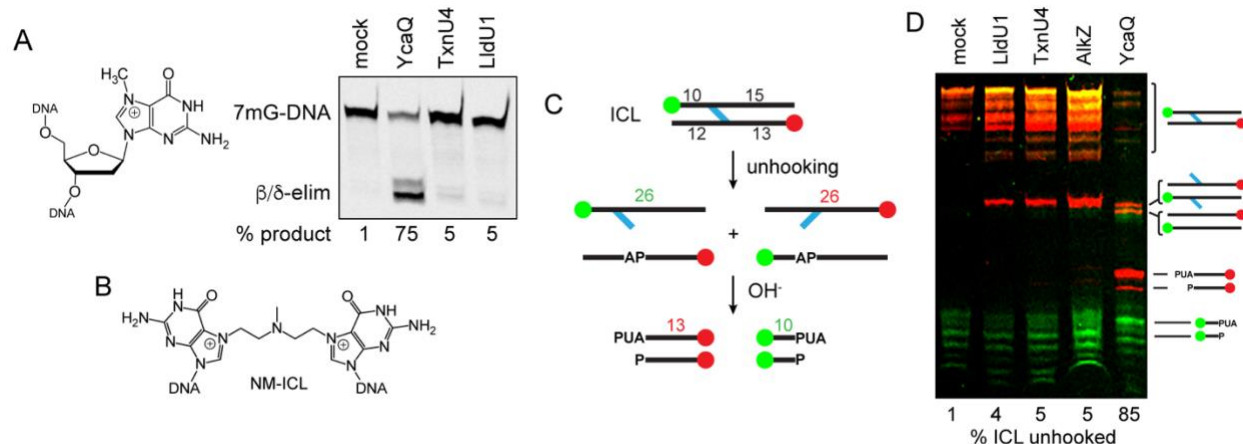 A
H₃C
O
N
NH
N
N
NH₂
DNA
O
O
O
DNA
mock
YcaQ
TxnU4
LldU1
7mG-DNA
β/δ-elim
% product
1 75 5 5
B
O
HN
H₂N
N
N
N
DNA
N
NM-ICL
O
N
NH
N
N
NH₂
DNA
C
ICL
10 15
12 13
unhooking
26 26
+
AP AP
OH-
13 10
PUA PUA
P P
D
mock
LldU1
TxnU4
AlkZ
YcaQ
PUA
P
PUA
P
1 4 5 5 85
% ICL unhooked